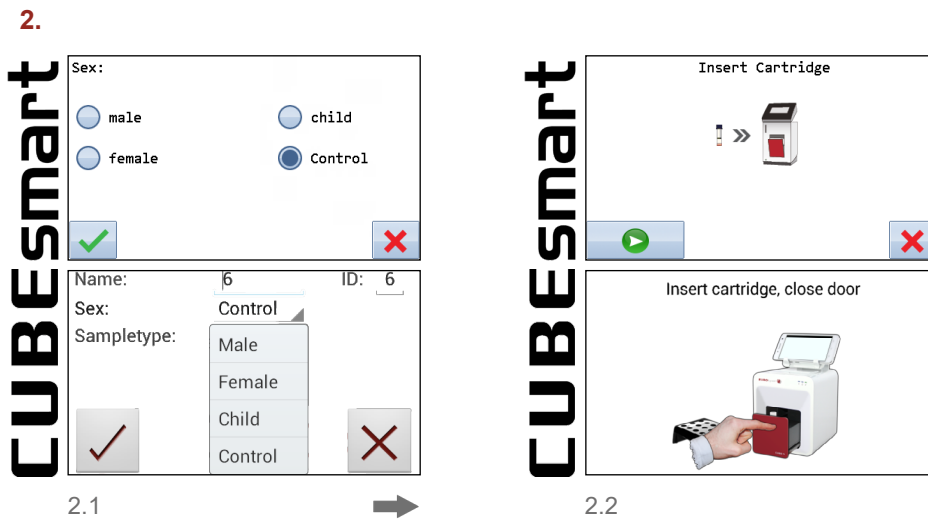 2.
CUBEsmart
Sex:
male
child
female
Control
Name:
6
ID:
6
Sex:
Control
Sampletype:
Male
Female
Child
Control
2.1
CUBEsmart
Insert Cartridge
Insert cartridge, close door
2.2